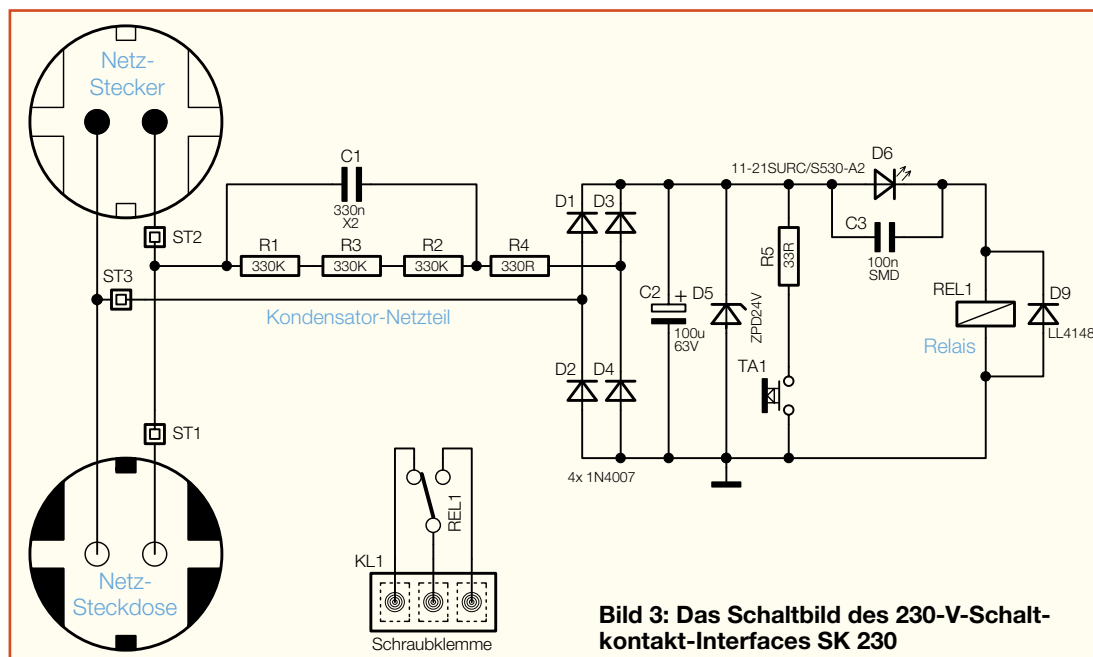 Netz-
Stecker
C1
330n
X2
ST2
R1
330K
R3
330K
R2
330K
R4
330R
ST3
Kondensator-Netzteil
D1
D3
D2
D4
4x 1N4007
C2
+
100u
63V
D5
ZPD24V
R5
33R
TA1
11-21SURC/S530-A2
D6
C3
100n
SMD
REL1
Relais
D9
LL4148
ST1
Netz-
Steckdose
REL1
KL1
Schraubklemme
Bild 3: Das Schaltbild des 230-V-Schalt-
kontakt-Interfaces SK 230